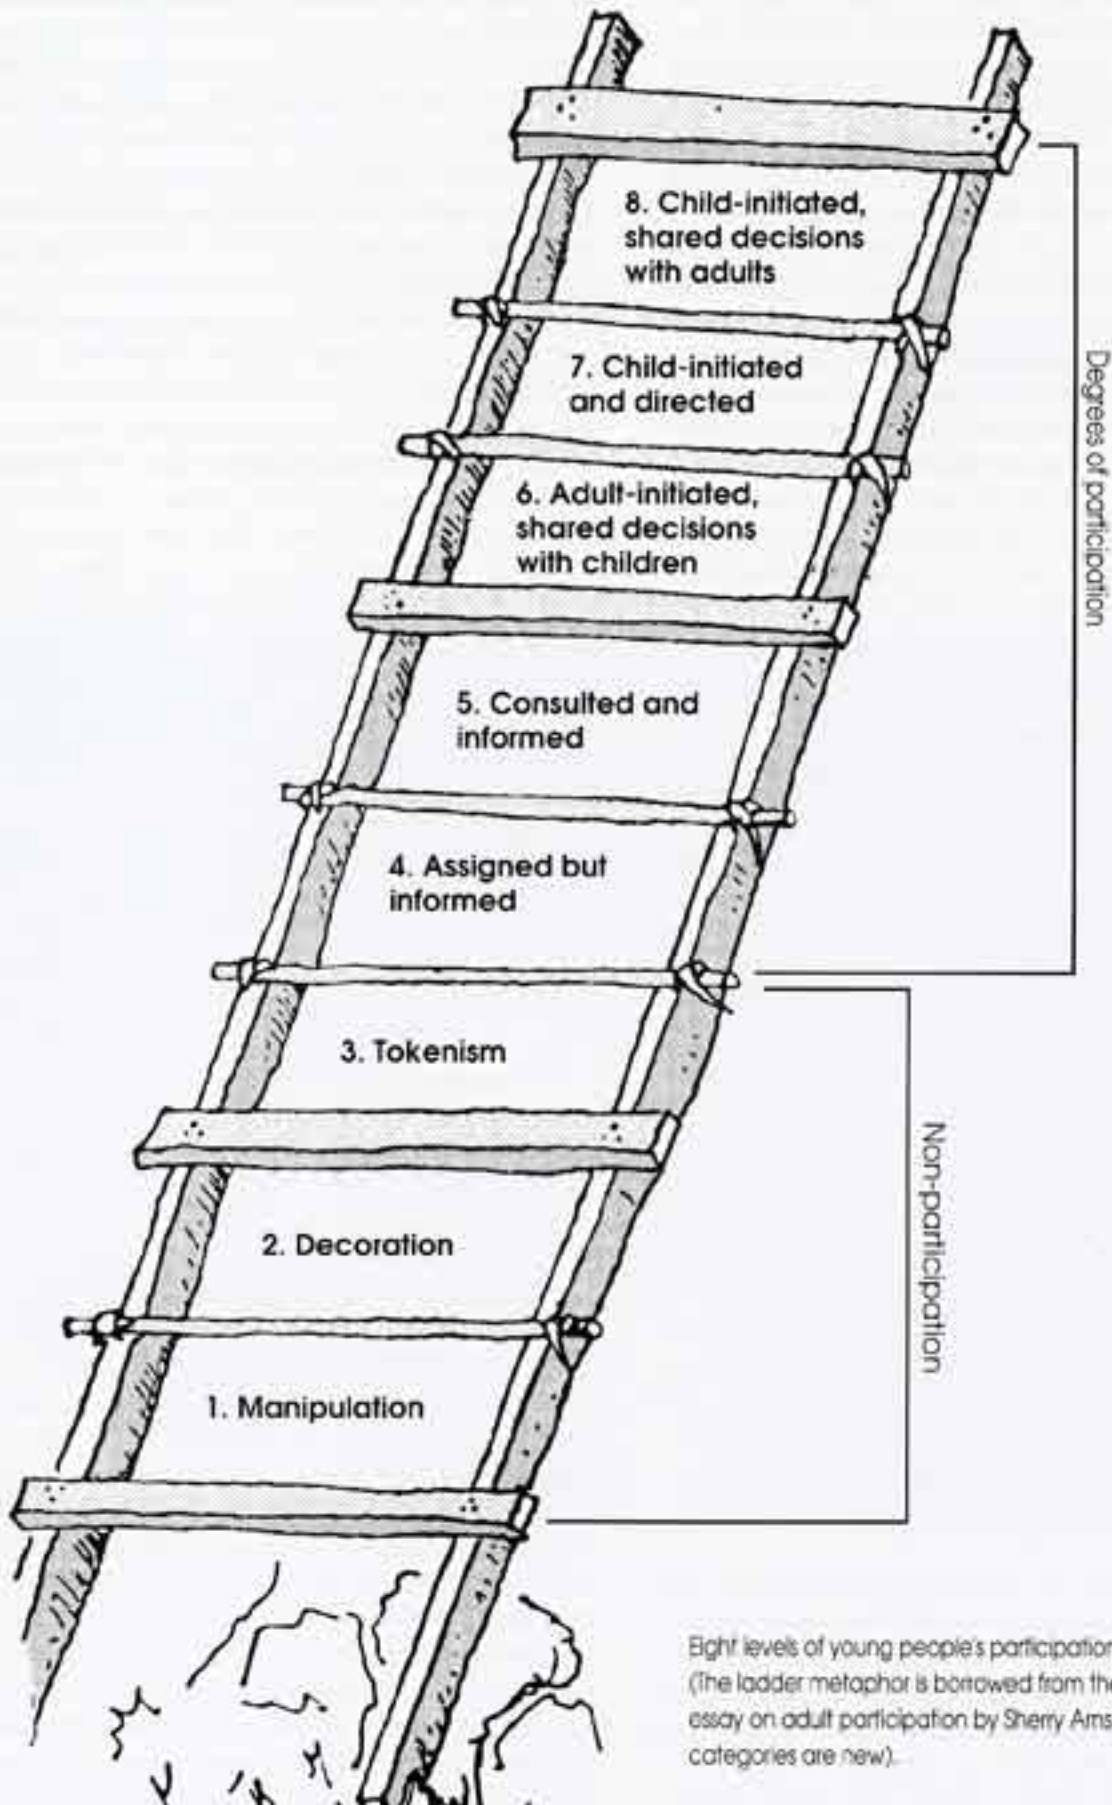 8. Child-initiated,
shared decisions
with adults
7. Child-initiated
and directed
6. Adult-initiated,
shared decisions
with children
5. Consulted and
informed
4. Assigned but
informed
Degrees of participation
3. Tokenism
2. Decoration
1. Manipulation
Non-participation
Eight levels of young people's participation
(The ladder metaphor is borrowed from the
essay on adult participation by Sherry Arns
categories are new).